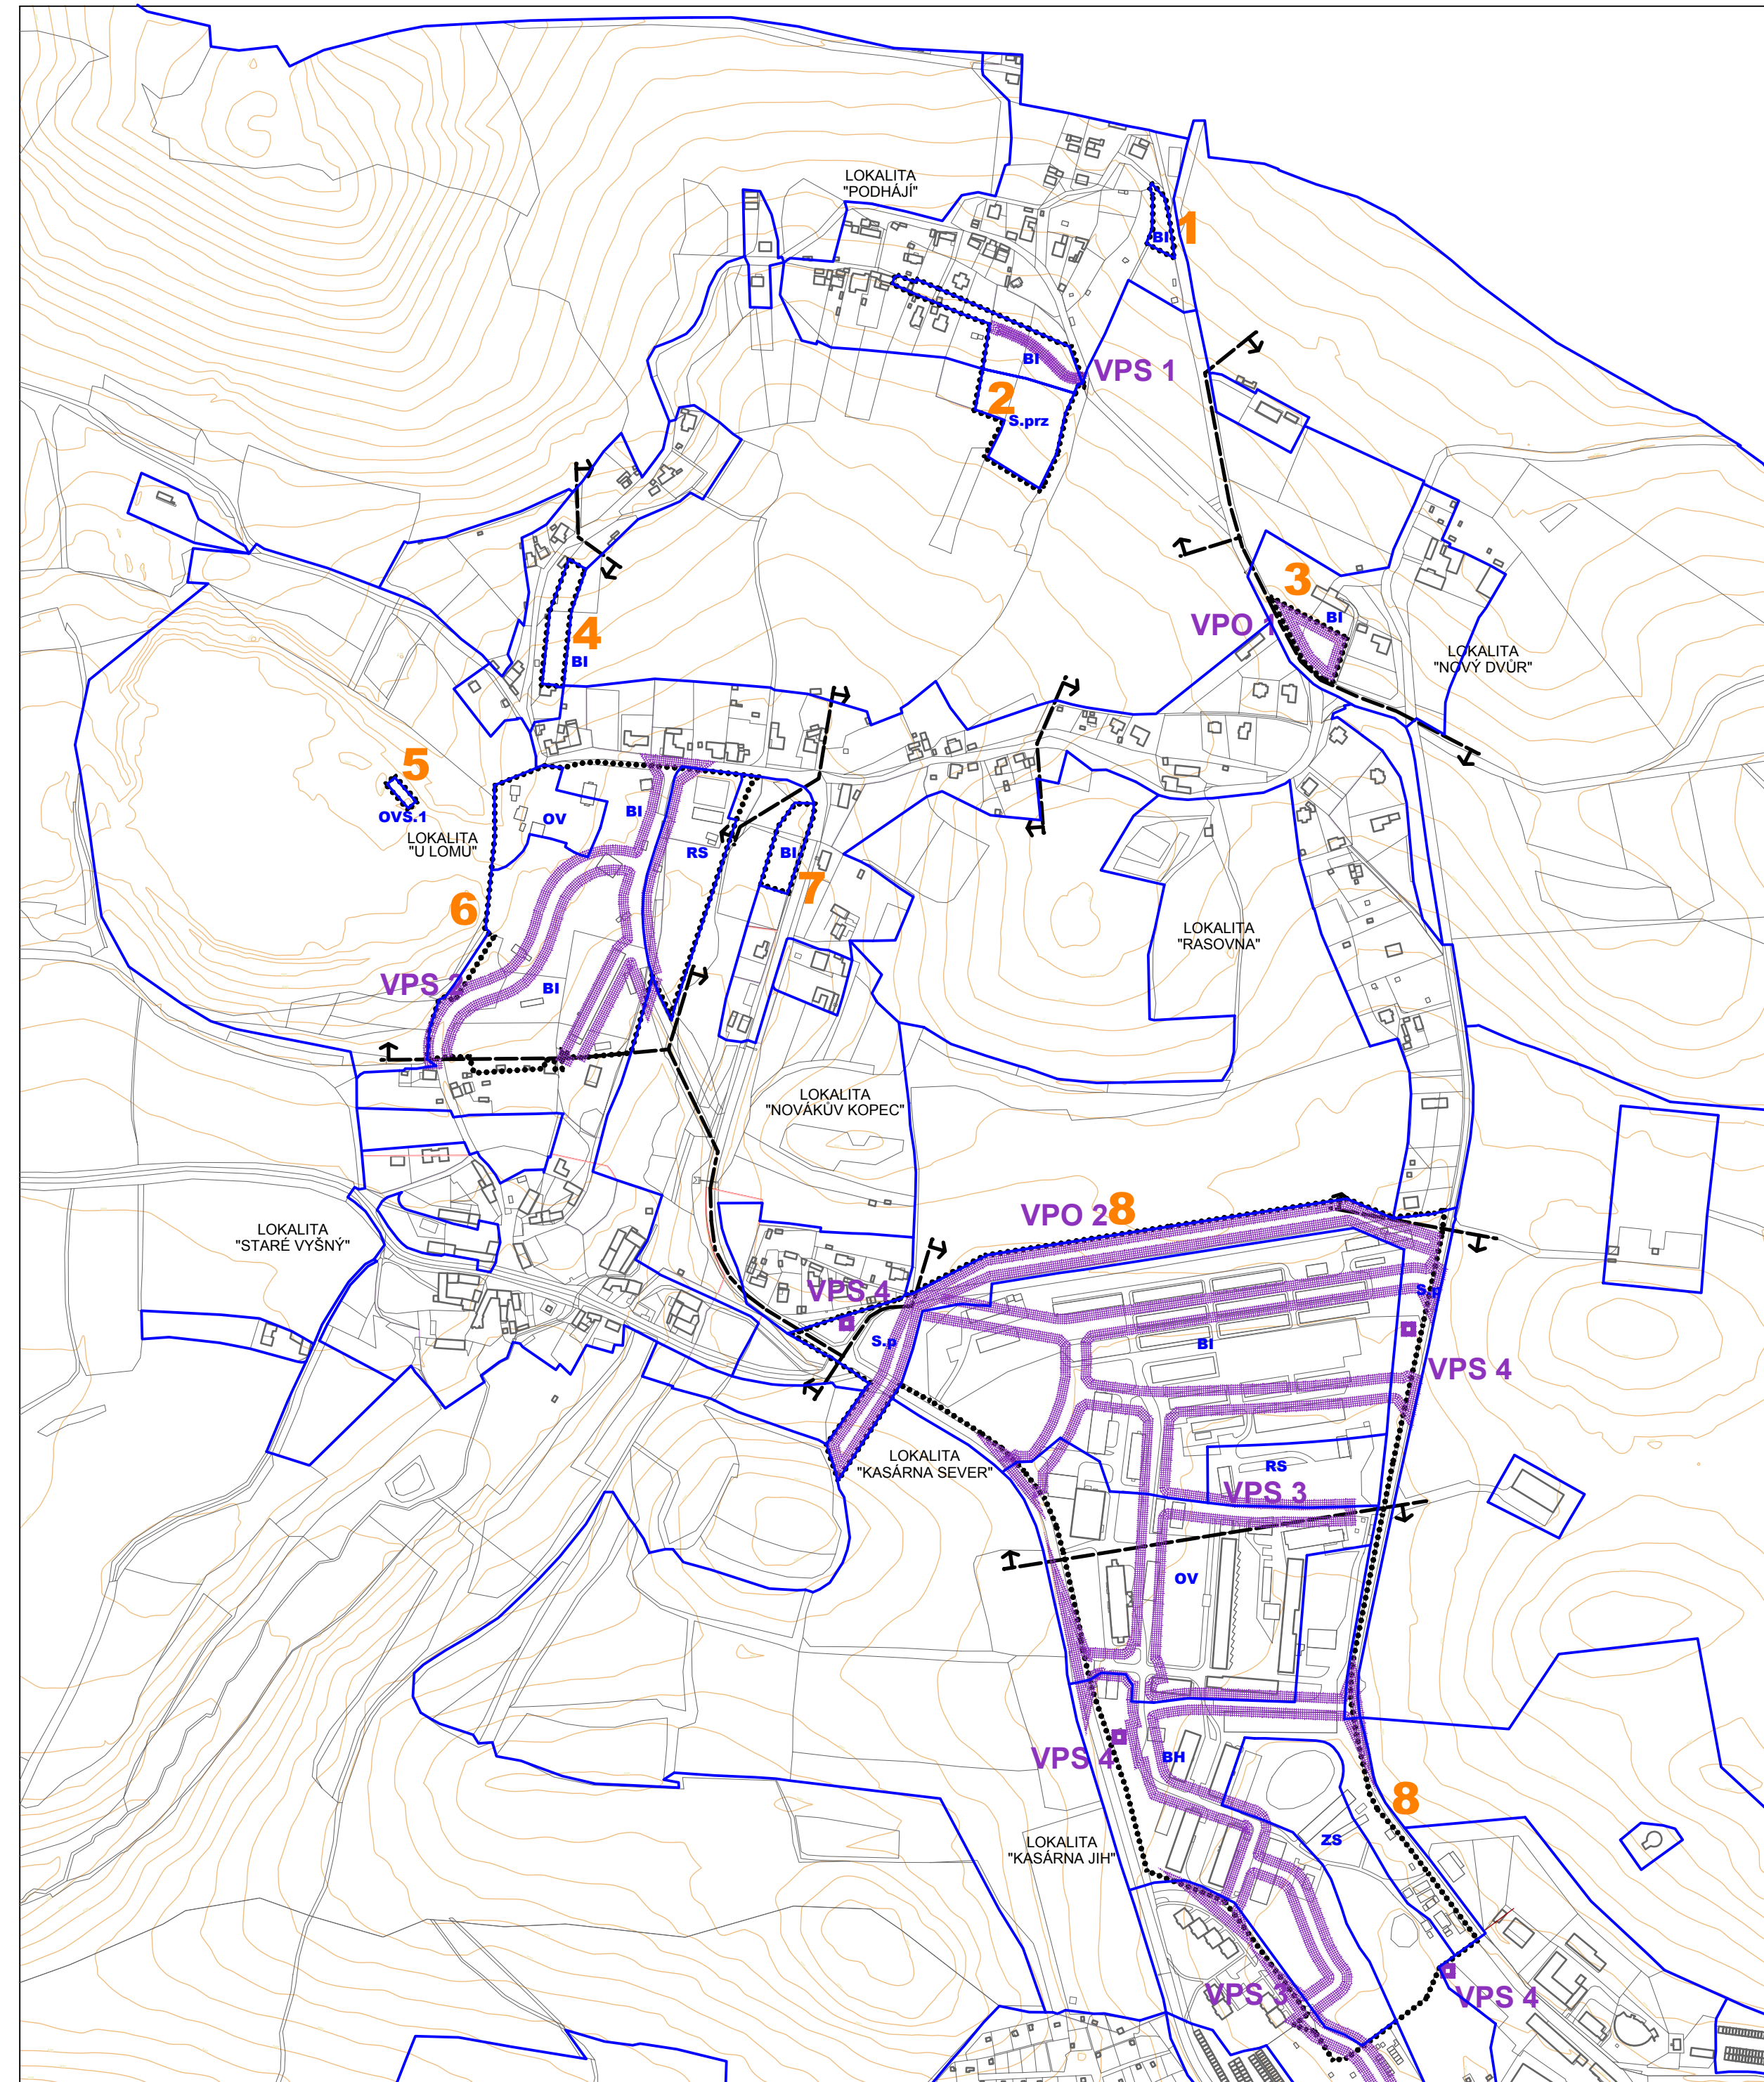 LOKALITA
"PODHÁJÍ"
1
BI
BI
VPS 1
2
S.prz
3
BI
VPO 1
LOKALITA
"NOVÝ DVŮR"
4
BI
5
OVS.1
LOKALITA
"U LOMU"
OV
BI
RS
BI
7
6
VPS
BI
LOKALITA
"RASOVNA"
LOKALITA
"NOVÁKŮV KOPEC"
LOKALITA
"STARÉ VYŠNÝ"
VPO 2
8
VPS 4
S.p
S.p
BI
VPS 4
LOKALITA
"KASÁRNA SEVER"
RS
VPS 3
OV
VPS 4
BH
8
LOKALITA
"KASÁRNA JIH"
ZS
VPS 3
VPS 4